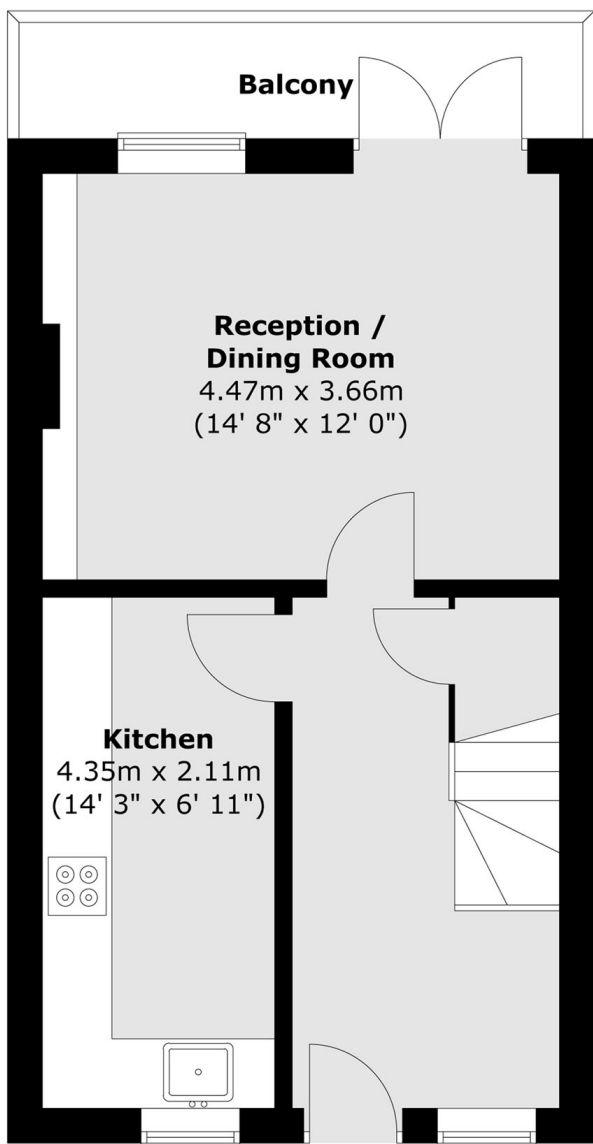 Balcony
Reception /
Dining Room
4.47m x 3.66m
(14' 8" x 12' 0")
Kitchen
4.35m x 2.11m
(14' 3" x 6' 11")